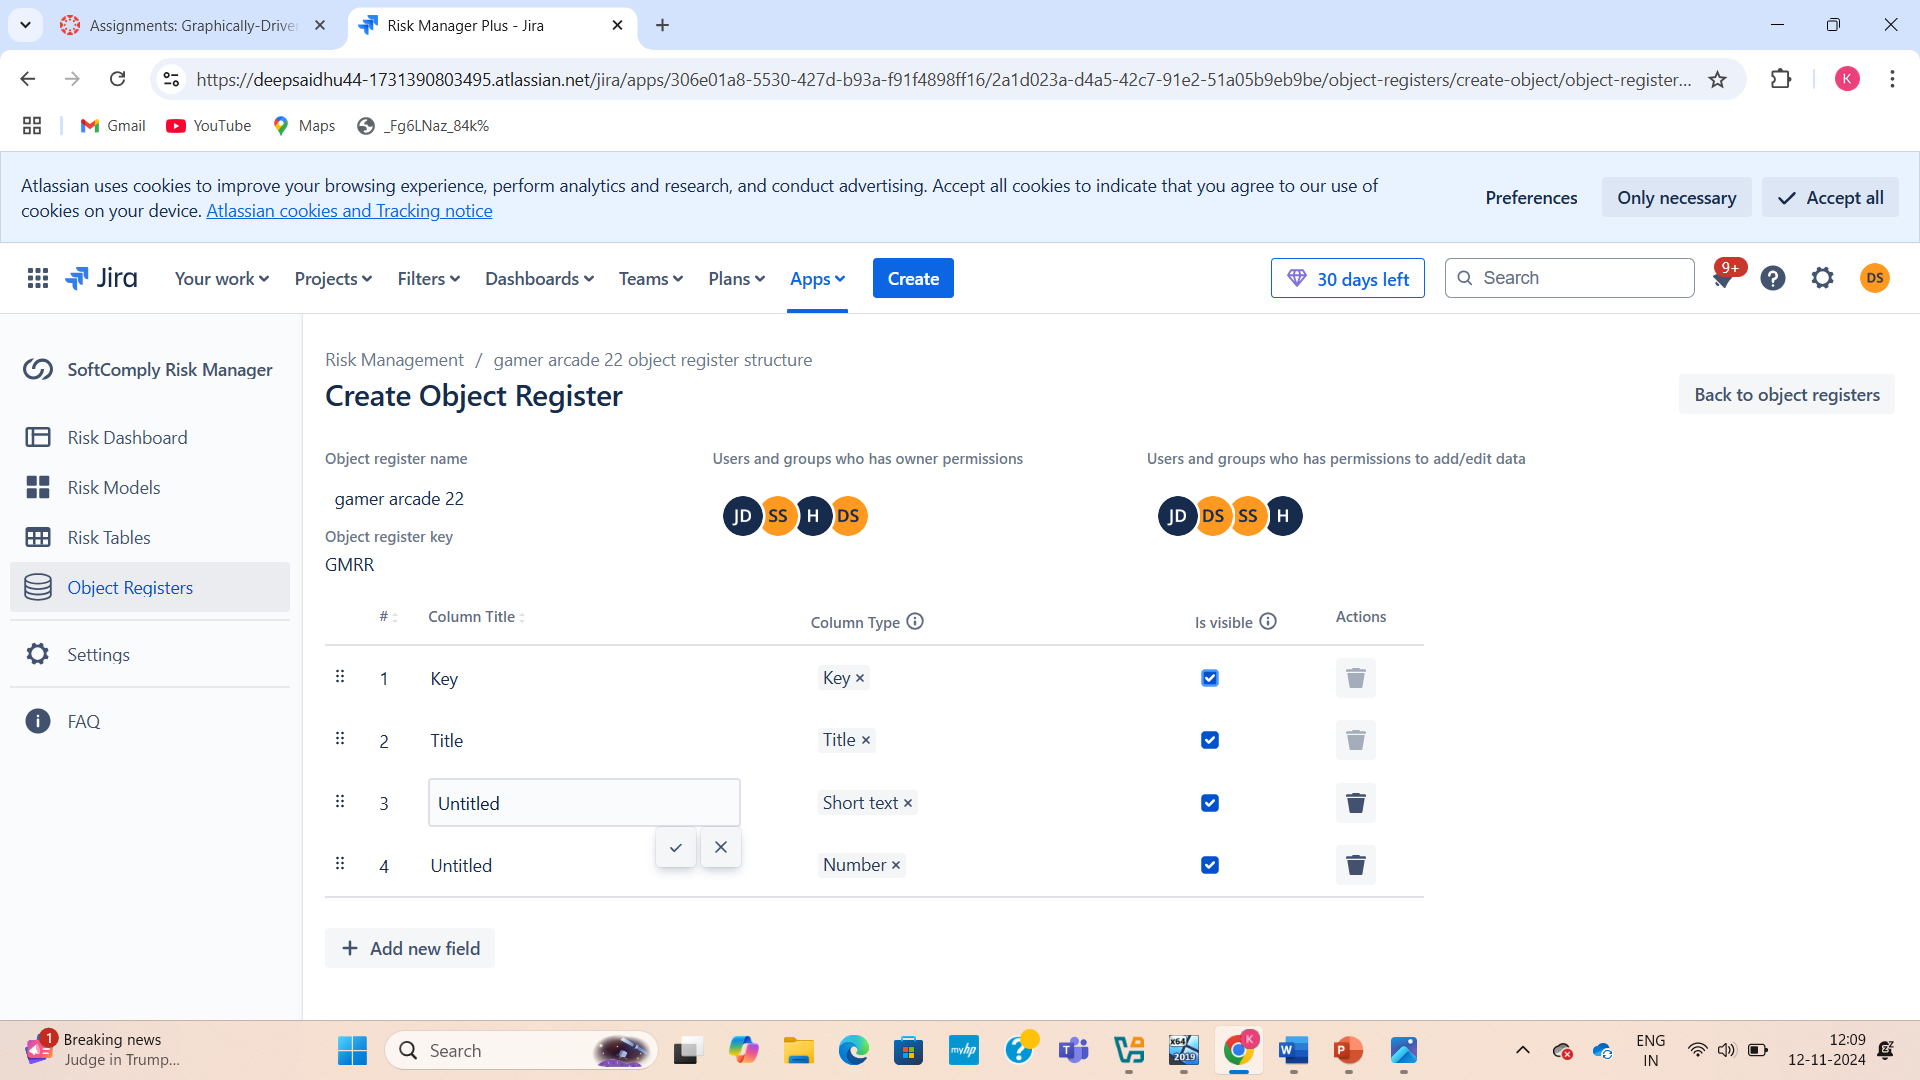 Assignments: Graphically-Driven
Risk Manager Plus - Jira
https://deepsaidhu44-1731390803495.atlassian.net/jira/apps/306e01a8-5530-427d-b93a-f91f4898ff16/2a1d023a-d4a5-42c7-91e2-51a05b9eb9be/object-registers/create-object/object-register...
K
Gmail
YouTube
Maps
_Fg6LNaz_84k%
Atlassian uses cookies to improve your browsing experience, perform analytics and research, and conduct advertising. Accept all cookies to indicate that you agree to our use of
cookies on your device. Atlassian cookies and Tracking notice
Preferences
Only necessary
Accept all
Jira
Your work
Projects
Filters
Dashboards
Teams
Plans
Apps
Create
30 days left
Search
9+
DS
SoftComply Risk Manager
Risk Dashboard
Risk Models
Risk Tables
Object Registers
Settings
FAQ
Risk Management / gamer arcade 22 object register structure
Create Object Register
Back to object registers
Object register name
gamer arcade 22
Object register key
GMRR
Users and groups who has owner permissions
JD SS H DS
Users and groups who has permissions to add/edit data
JD DS SS H
# Column Title Column Type Is visible Actions
1 Key Key ×
2 Title Title ×
3 Untitled Short text ×
4 Untitled Number ×
+ Add new field
1
Breaking news
Judge in Trump...
Search
myhp
x64
2019
K
W
P
ENG
IN
12:09
12-11-2024